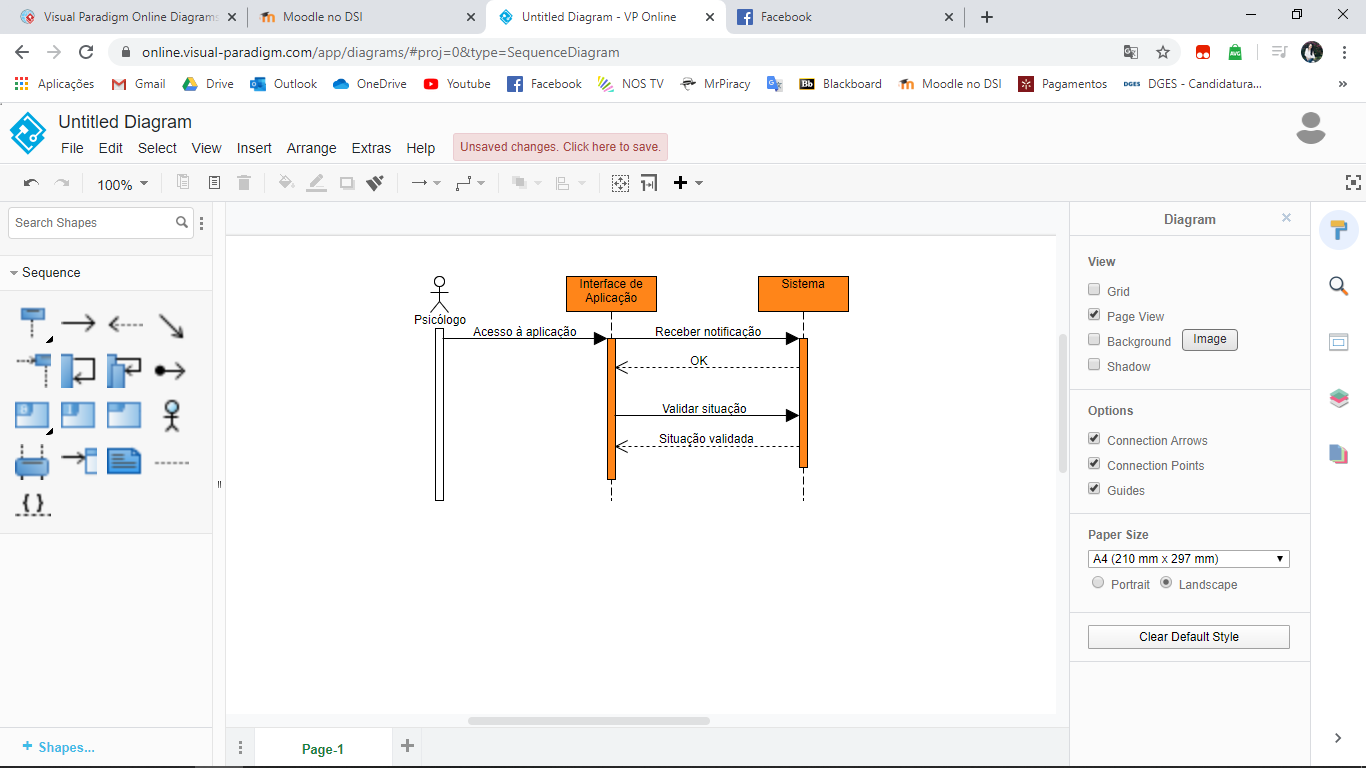 Visual Paradigm Online Diagrams
Moodle no DSI
Untitled Diagram - VP Online
Facebook
online.visual-paradigm.com/app/diagrams/#proj=0&type=SequenceDiagram
Aplicações
Gmail
Drive
Outlook
OneDrive
Youtube
Facebook
NOS TV
MrPiracy
Bb Blackboard
Moodle no DSI
Pagamentos
DGES DGES - Candidatura...
Untitled Diagram
File Edit Select View Insert Arrange Extras Help
Unsaved changes. Click here to save.
100%
Search Shapes
Sequence
Shapes...
Psicólogo
Interface de
Aplicação
Sistema
Acesso à aplicação
Receber notificação
OK
Validar situação
Situação validada
Page-1
Diagram
View
Grid
Page View
Background
Image
Shadow
Options
Connection Arrows
Connection Points
Guides
Paper Size
A4 (210 mm x 297 mm)
Portrait
Landscape
Clear Default Style